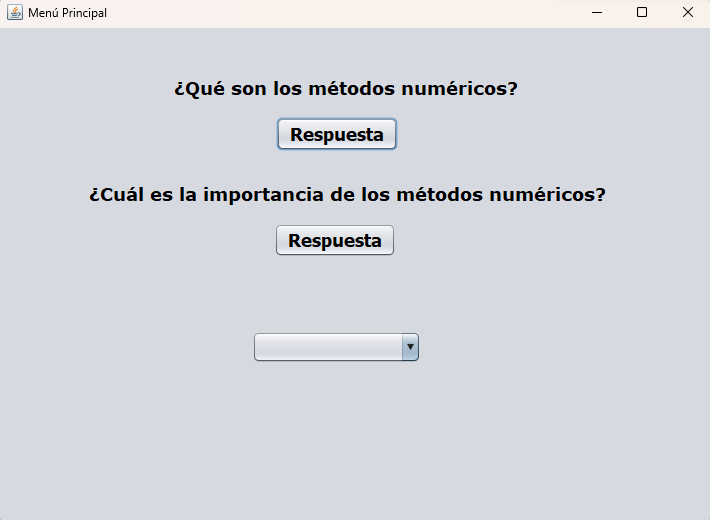 Menú Principal
¿Qué son los métodos numéricos?
Respuesta
¿Cuál es la importancia de los métodos numéricos?
Respuesta